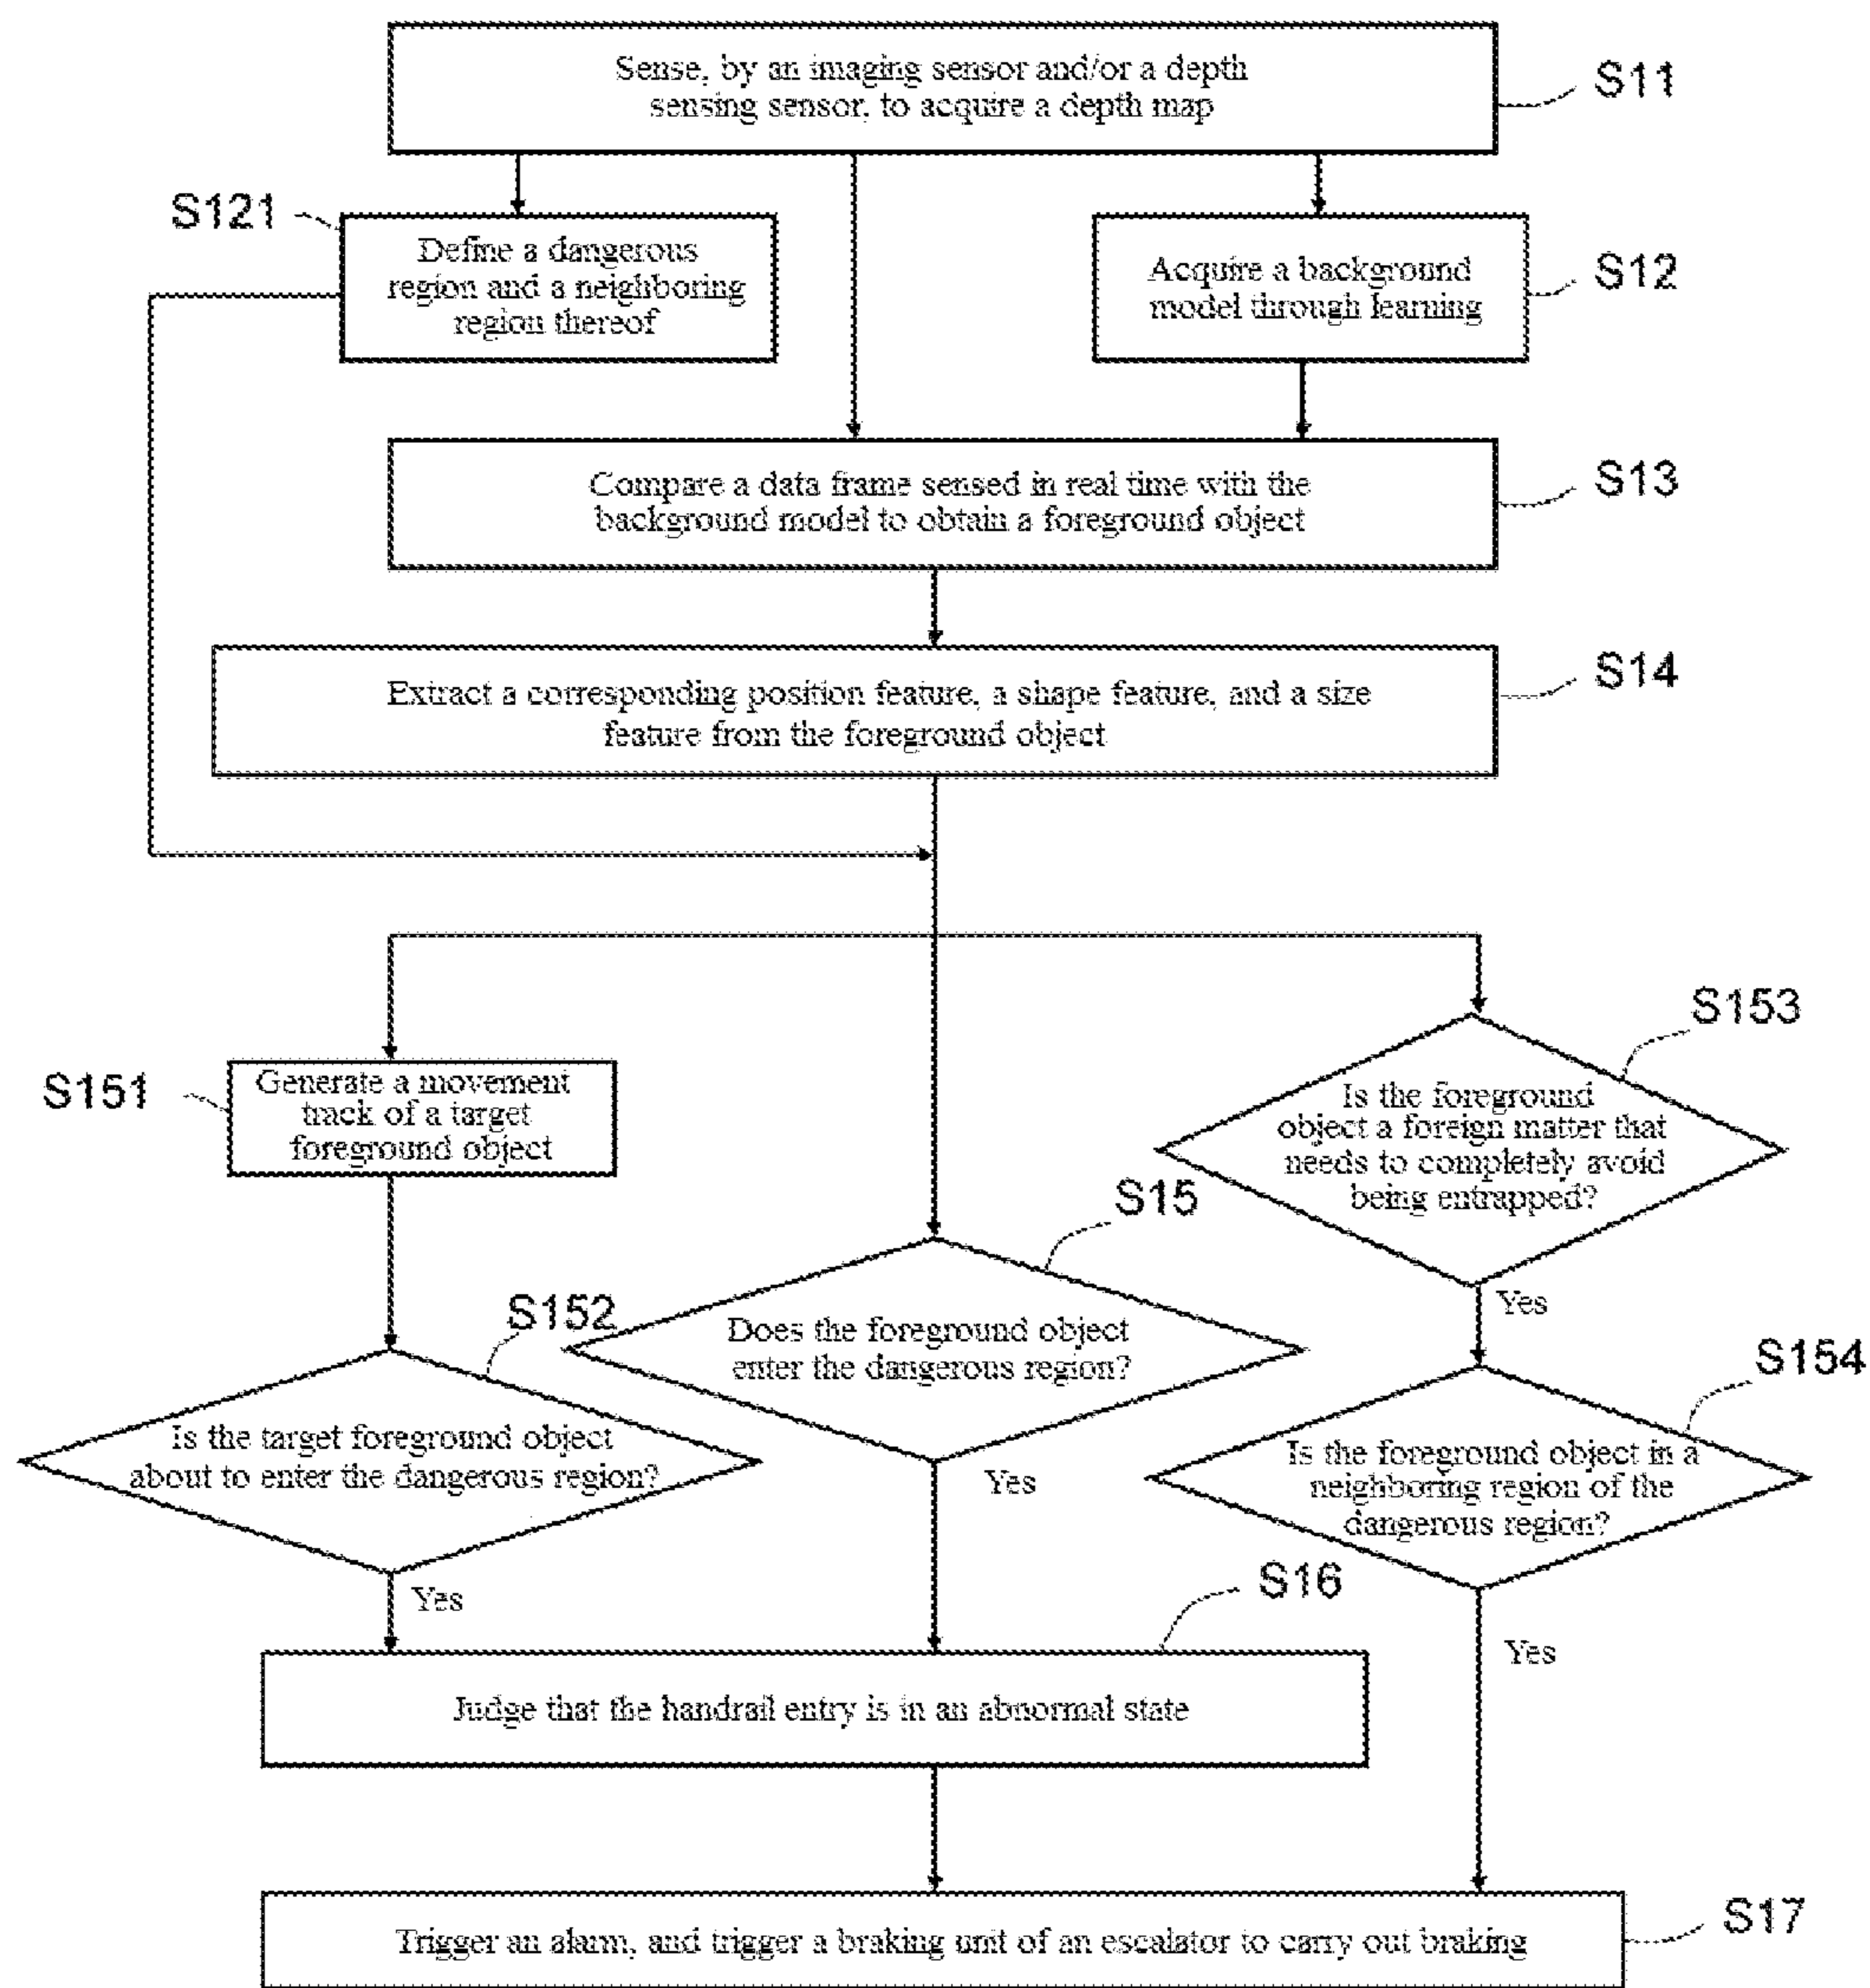 Sense, by an imaging sensor and/or a depth
sensing sensor, to acquire a depth map
S11
S121
Define a dangerous
region and a neighboring
region thereof
Acquire a background
model through learning
S12
Compare a data frame sensed in real time with the
background model to obtain a foreground object
S13
Extract a corresponding position feature, a shape feature, and a size
feature from the foreground object
S14
S151
Generate a movement
track of a target
foreground object
S153
Is the foreground
object a foreign matter that
needs to completely avoid
being entrapped?
Yes
S152
Is the target foreground object
about to enter the dangerous region?
Yes
S15
Does the foreground object
enter the dangerous region?
Yes
S154
Is the foreground object in a
neighboring region of the
dangerous region?
Yes
S16
Judge that the handrail entry is in an abnormal state
Trigger an alarm, and trigger a braking unit of an escalator to carry out braking
S17